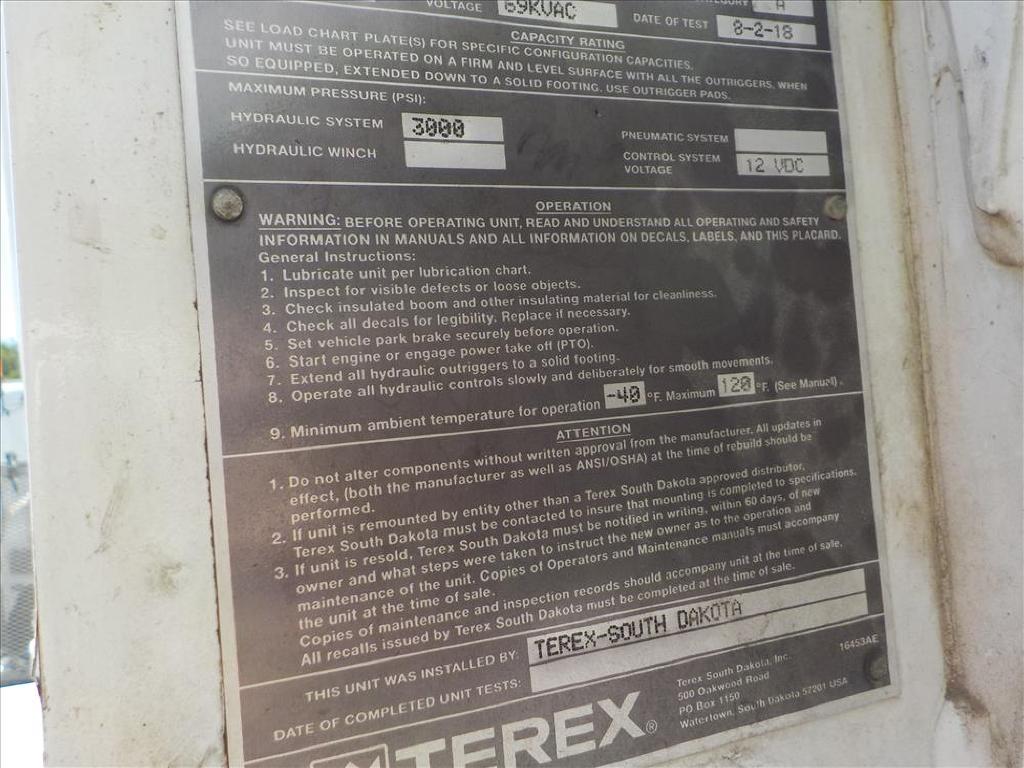 VOLTAGE 69KVAC
A
DATE OF TEST 8-2-18
CAPACITY RATING
SEE LOAD CHART PLATE(S) FOR SPECIFIC CONFIGURATION CAPACITIES.
UNIT MUST BE OPERATED ON A FIRM AND LEVEL SURFACE WITH ALL THE OUTRIGGERS, WHEN
SO EQUIPPED, EXTENDED DOWN TO A SOLID FOOTING. USE OUTRIGGER PADS.
MAXIMUM PRESSURE (PSI):
HYDRAULIC SYSTEM 3000
PNEUMATIC SYSTEM
HYDRAULIC WINCH
CONTROL SYSTEM
VOLTAGE 12 VDC
OPERATION
WARNING: BEFORE OPERATING UNIT, READ AND UNDERSTAND ALL OPERATING AND SAFETY
INFORMATION IN MANUALS AND ALL INFORMATION ON DECALS, LABELS, AND THIS PLACARD.
General Instructions:
1. Lubricate unit per lubrication chart.
2. Inspect for visible defects or loose objects.
3. Check insulated boom and other insulating material for cleanliness.
4. Check all decals for legibility. Replace if necessary.
5. Set vehicle park brake securely before operation.
6. Start engine or engage power take off (PTO).
7. Extend all hydraulic outriggers to a solid footing.
8. Operate all hydraulic controls slowly and deliberately for smooth movements.
9. Minimum ambient temperature for operation -40 °F. Maximum 120 °F. (See Manual).
ATTENTION
1. Do not alter components without written approval from the manufacturer. All updates in
effect, (both the manufacturer as well as ANSI/OSHA) at the time of rebuild should be
performed.
2. If unit is remounted by entity other than a Terex South Dakota approved distributor,
Terex South Dakota must be contacted to insure that mounting is completed to specifications.
3. If unit is resold, Terex South Dakota must be notified in writing, within 60 days, of new
owner and what steps were taken to instruct the new owner as to the operation and
maintenance of the unit. Copies of Operators and Maintenance manuals must accompany
the unit at the time of sale.
Copies of maintenance and inspection records should accompany unit at the time of sale.
All recalls issued by Terex South Dakota must be completed at the time of sale.
THIS UNIT WAS INSTALLED BY: TEREX-SOUTH DAKOTA
DATE OF COMPLETED UNIT TESTS:
16453AE
TEREX®
Terex South Dakota, Inc.
500 Oakwood Road
PO Box 1150
Watertown, South Dakota 57201 USA